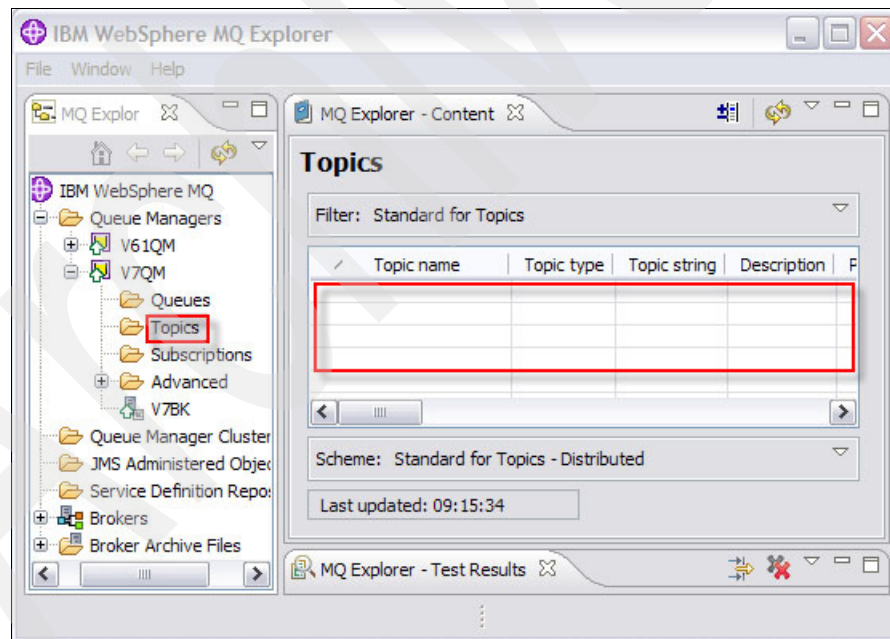 IBM WebSphere MQ Explorer
File Window Help
MQ Explor
IBM WebSphere MQ
Queue Managers
V61QM
V7QM
Queues
Topics
Subscriptions
Advanced
V7BK
Queue Manager Cluster
JMS Administered Objec
Service Definition Repo:
Brokers
Broker Archive Files
MQ Explorer - Content
Topics
Filter: Standard for Topics
Topic name Topic type Topic string Description P
Scheme: Standard for Topics - Distributed
Last updated: 09:15:34
MQ Explorer - Test Results